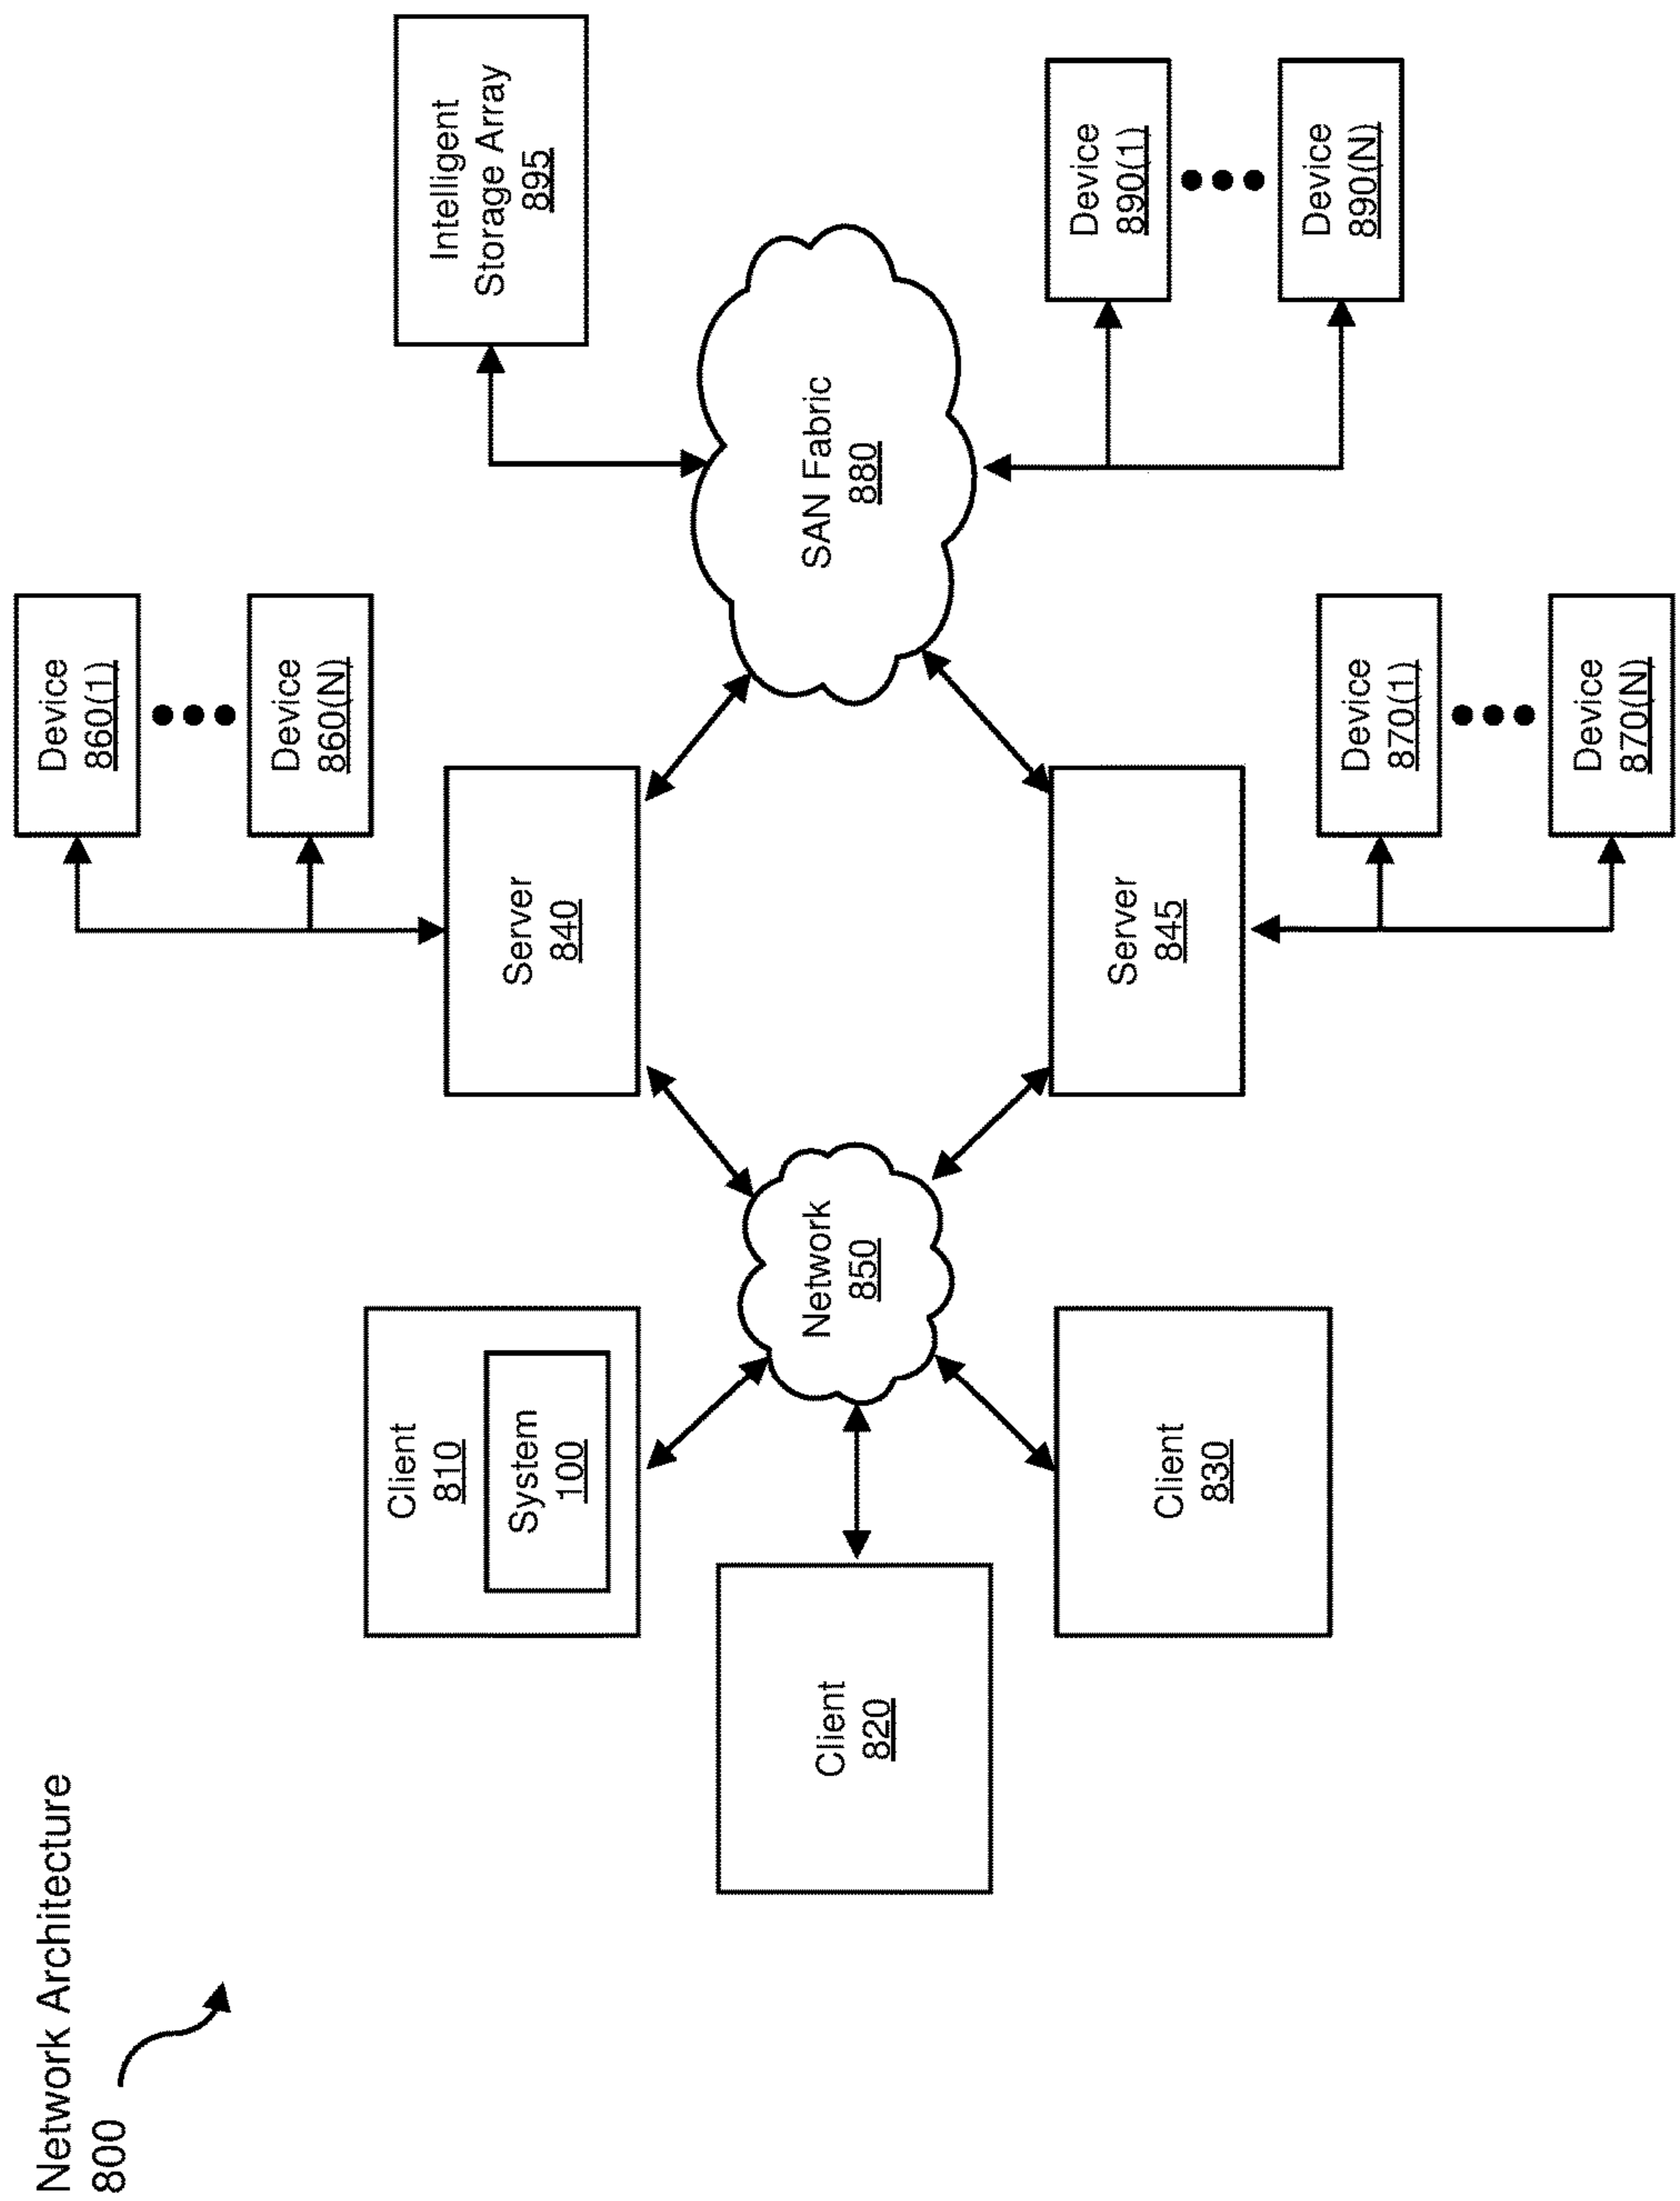 Network Architecture
800
Device
860(1)
Device
860(N)
Intelligent
Storage Array
895
Client
810
System
100
Server
840
Client
820
Network
850
SAN Fabric
880
Client
830
Server
845
Device
890(1)
Device
890(N)
Device
870(1)
Device
870(N)